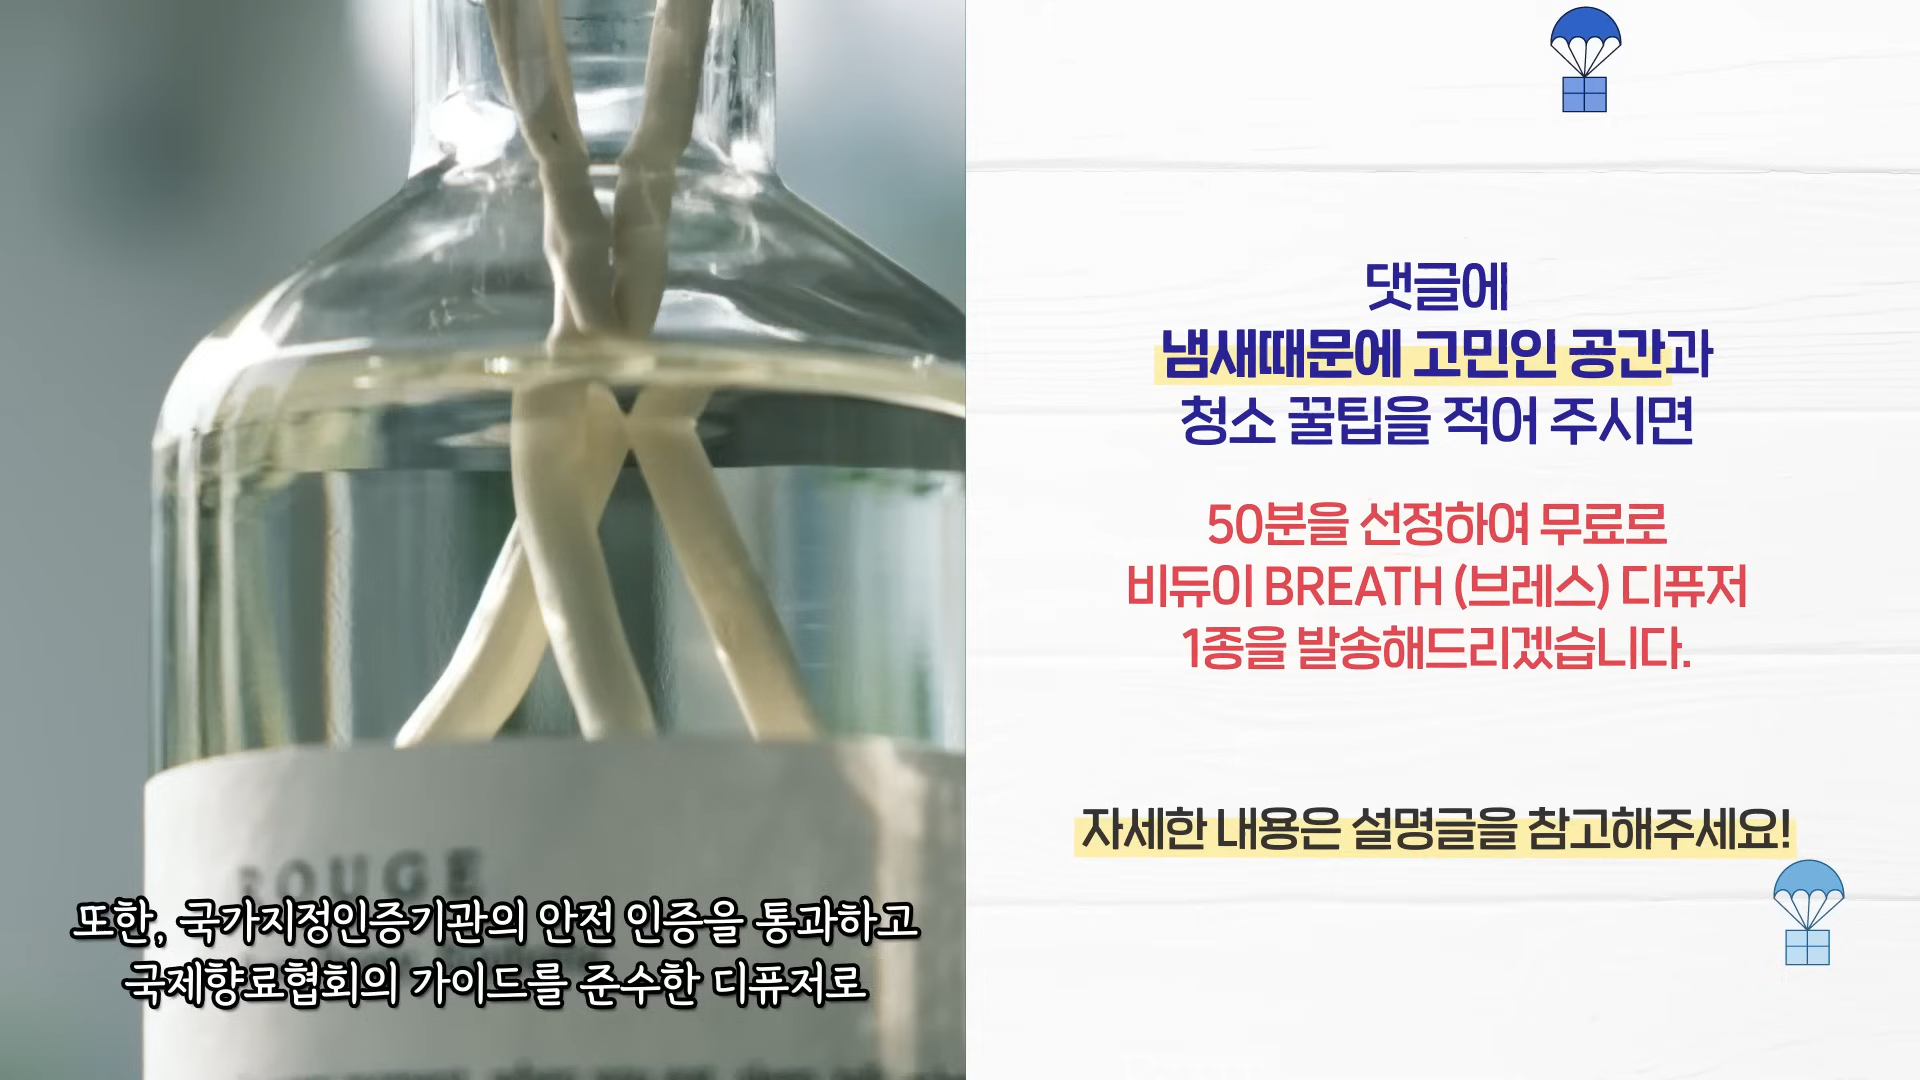 ROUGE
또한, 국가지정인증기관의 안전 인증을 통과하고
국제향료협회의 가이드를 준수한 디퓨저로
댓글에
냄새때문에 고민인 공간과
청소 꿀팁을 적어 주시면
50분을 선정하여 무료로
비듀이 BREATH (브레스) 디퓨저
1종을 발송해드리겠습니다.
자세한 내용은 설명글을 참고해주세요!